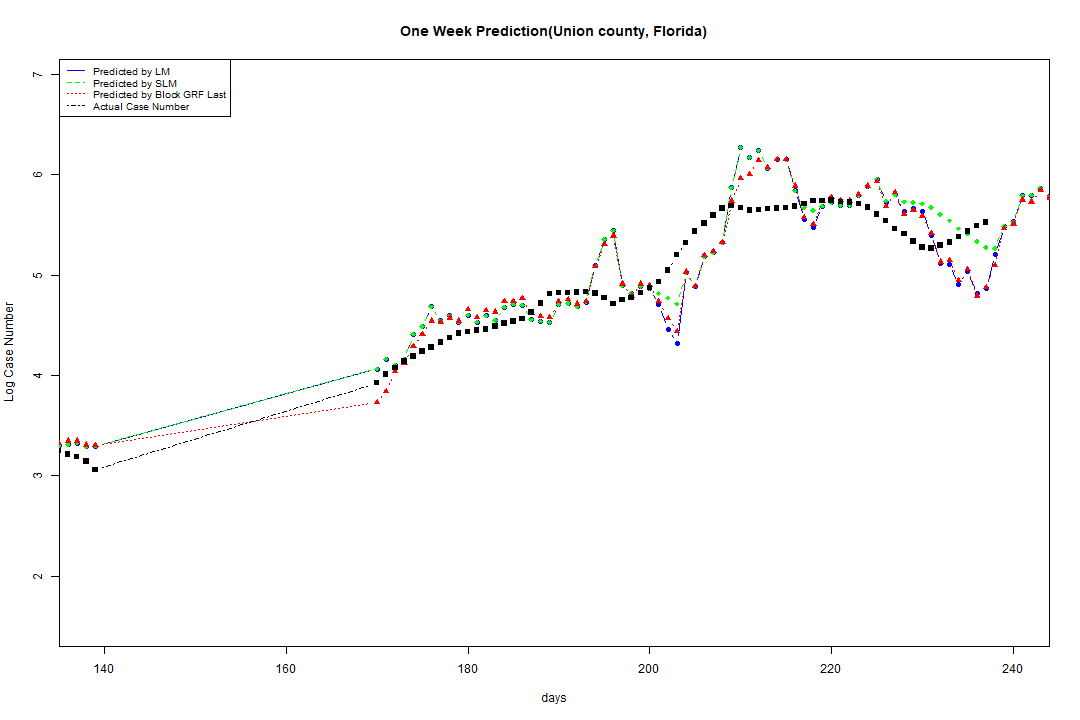 One Week Prediction(Union county, Florida)
Predicted by LM
Predicted by SLM
Predicted by Block GRF Last
Actual Case Number
7
6
5
4
3
2
Log Case Number
140 160 180 200 220 240
days